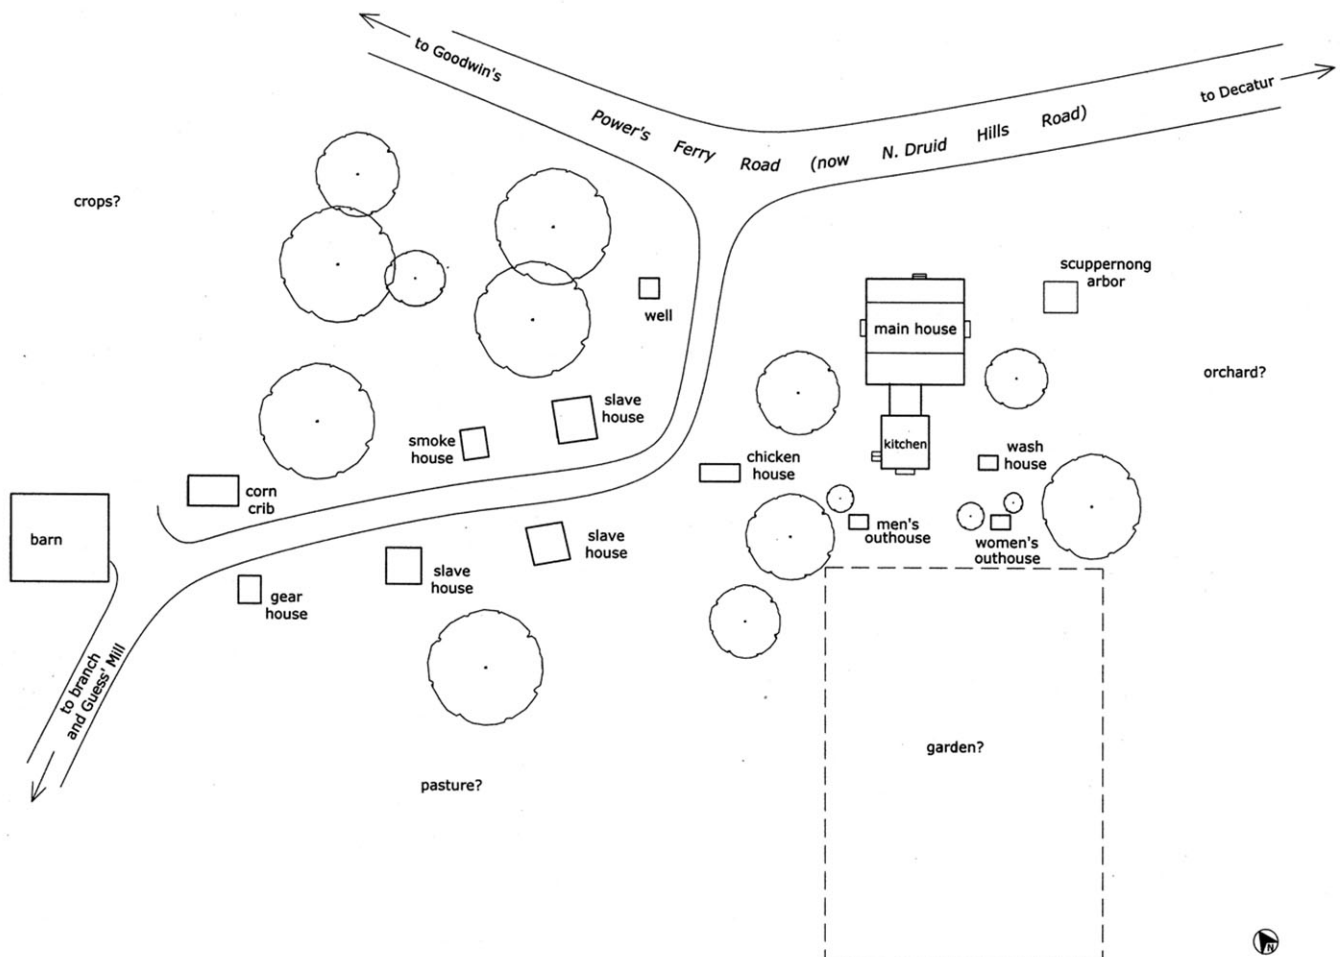 to Goodwin's
to Decatur
Power's Ferry Road (now N. Druid Hills Road)
crops?
scuppernong
arbor
well
main house
orchard?
slave
house
smoke
house
kitchen
chicken
house
wash
house
corn
crib
barn
men's
outhouse
women's
outhouse
slave
house
slave
house
gear
house
to branch
and Guess' Mill
garden?
pasture?
N